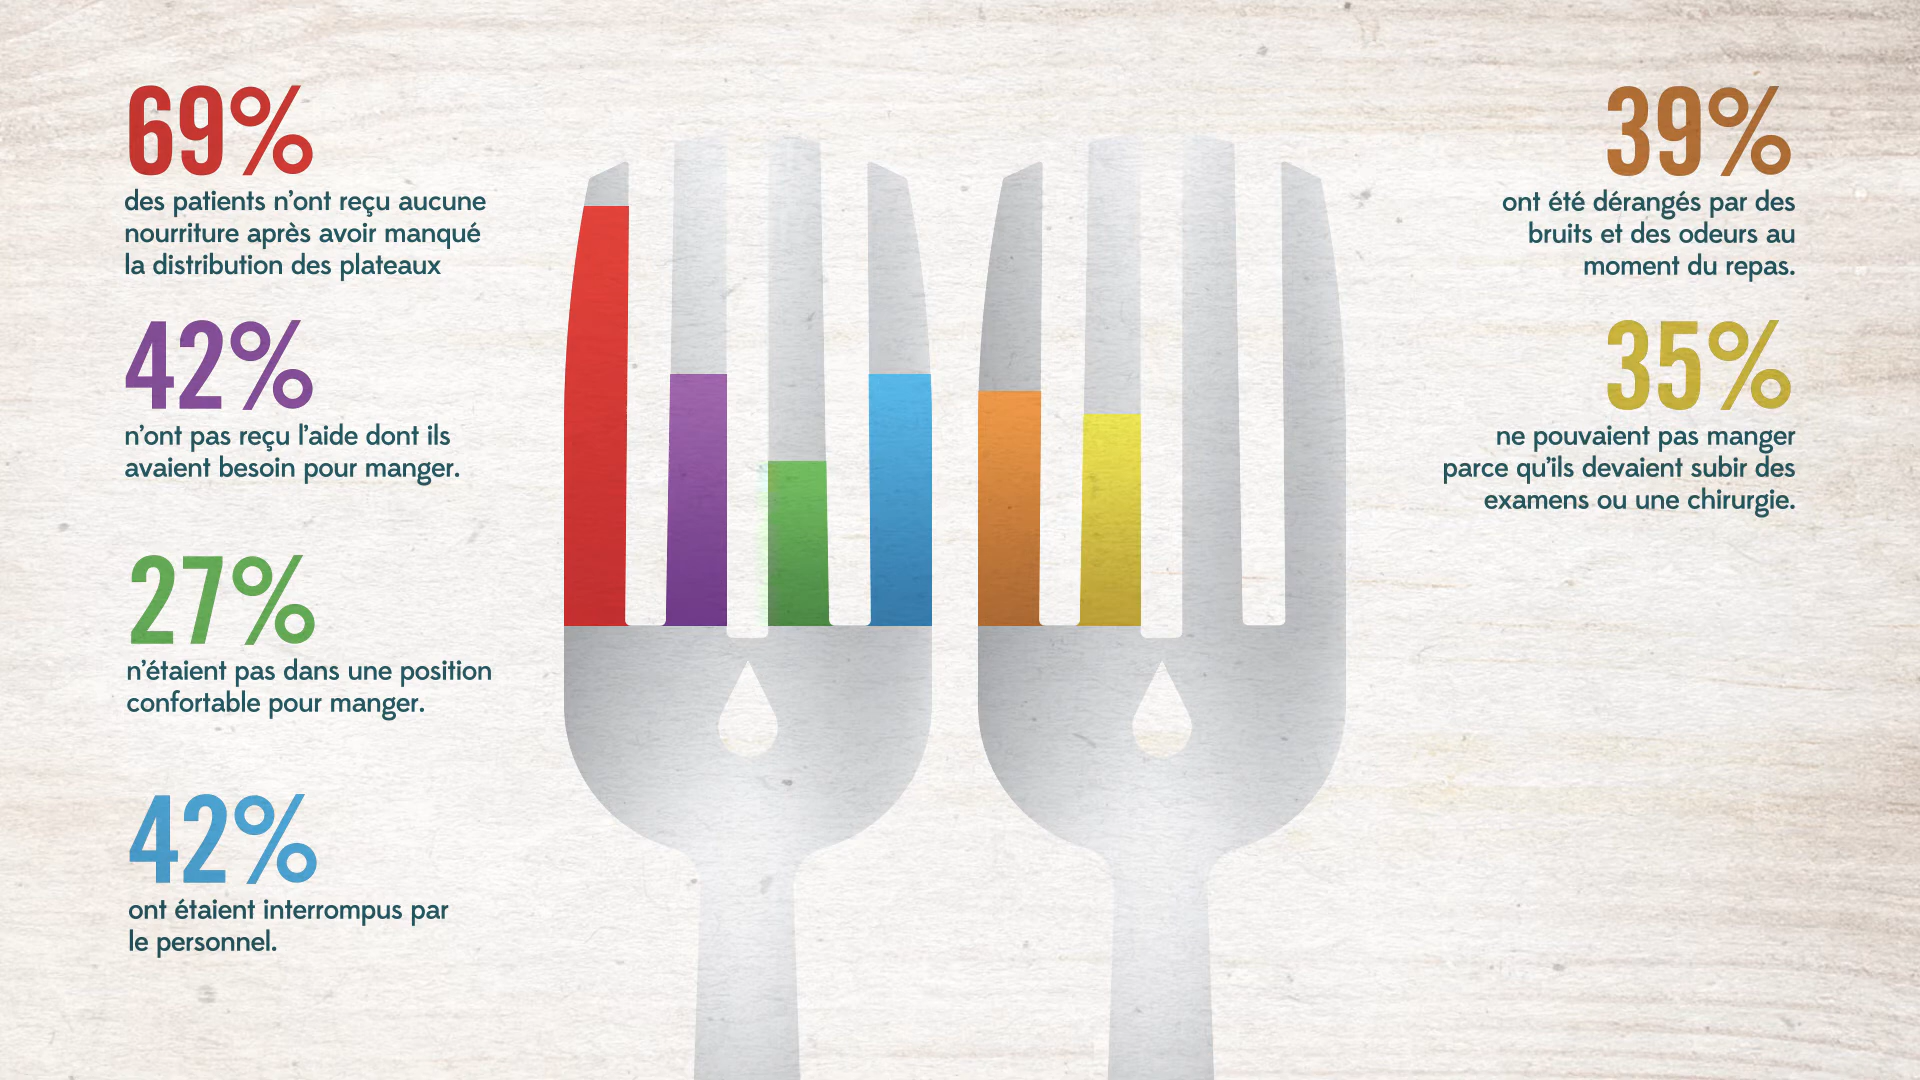 69%
des patients n’ont reçu aucune
nourriture après avoir manqué
la distribution des plateaux
42%
n’ont pas reçu l’aide dont ils
avaient besoin pour manger.
27%
n’étaient pas dans une position
confortable pour manger.
42%
ont étaient interrompus par
le personnel.
39%
ont été dérangés par des
bruits et des odeurs au
moment du repas.
35%
ne pouvaient pas manger
parce qu’ils devaient subir des
examens ou une chirurgie.